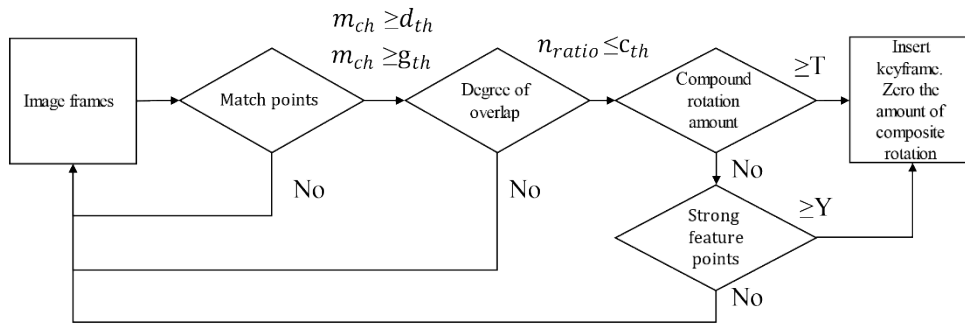 m_ch ≥d_th
m_ch ≥g_th
Image frames
Match points
Degree of
overlap
n_ratio ≤c_th
Compound
rotation
amount
≥T
Insert
keyframe.
Zero the
amount of
composite
rotation
No
No
No
Strong
feature
points
≥Y
No